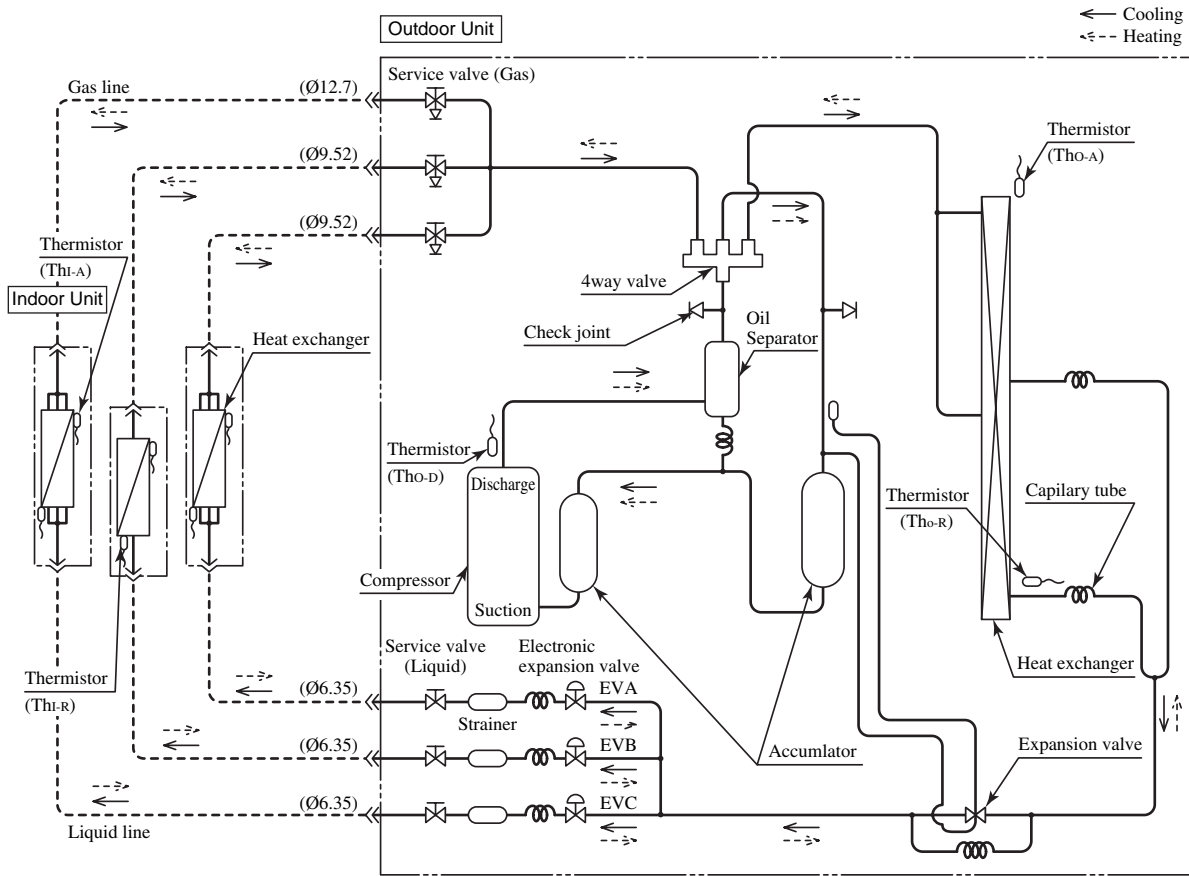 Outdoor Unit
Cooling
Heating
Service valve (Gas)
Gas line
(Ø12.7)
(Ø9.52)
(Ø9.52)
Thermistor
(ThO-A)
Thermistor
(ThI-A)
Indoor Unit
4way valve
Check joint
Oil
Separator
Heat exchanger
Thermistor
(ThO-D)
Discharge
Thermistor
(Tho-R)
Capilary tube
Compressor
Suction
Service valve
(Liquid)
Electronic
expansion valve
Heat exchanger
Thermistor
(ThI-R)
(Ø6.35)
EVA
Strainer
(Ø6.35)
EVB
Accumlator
Expansion valve
(Ø6.35)
EVC
Liquid line